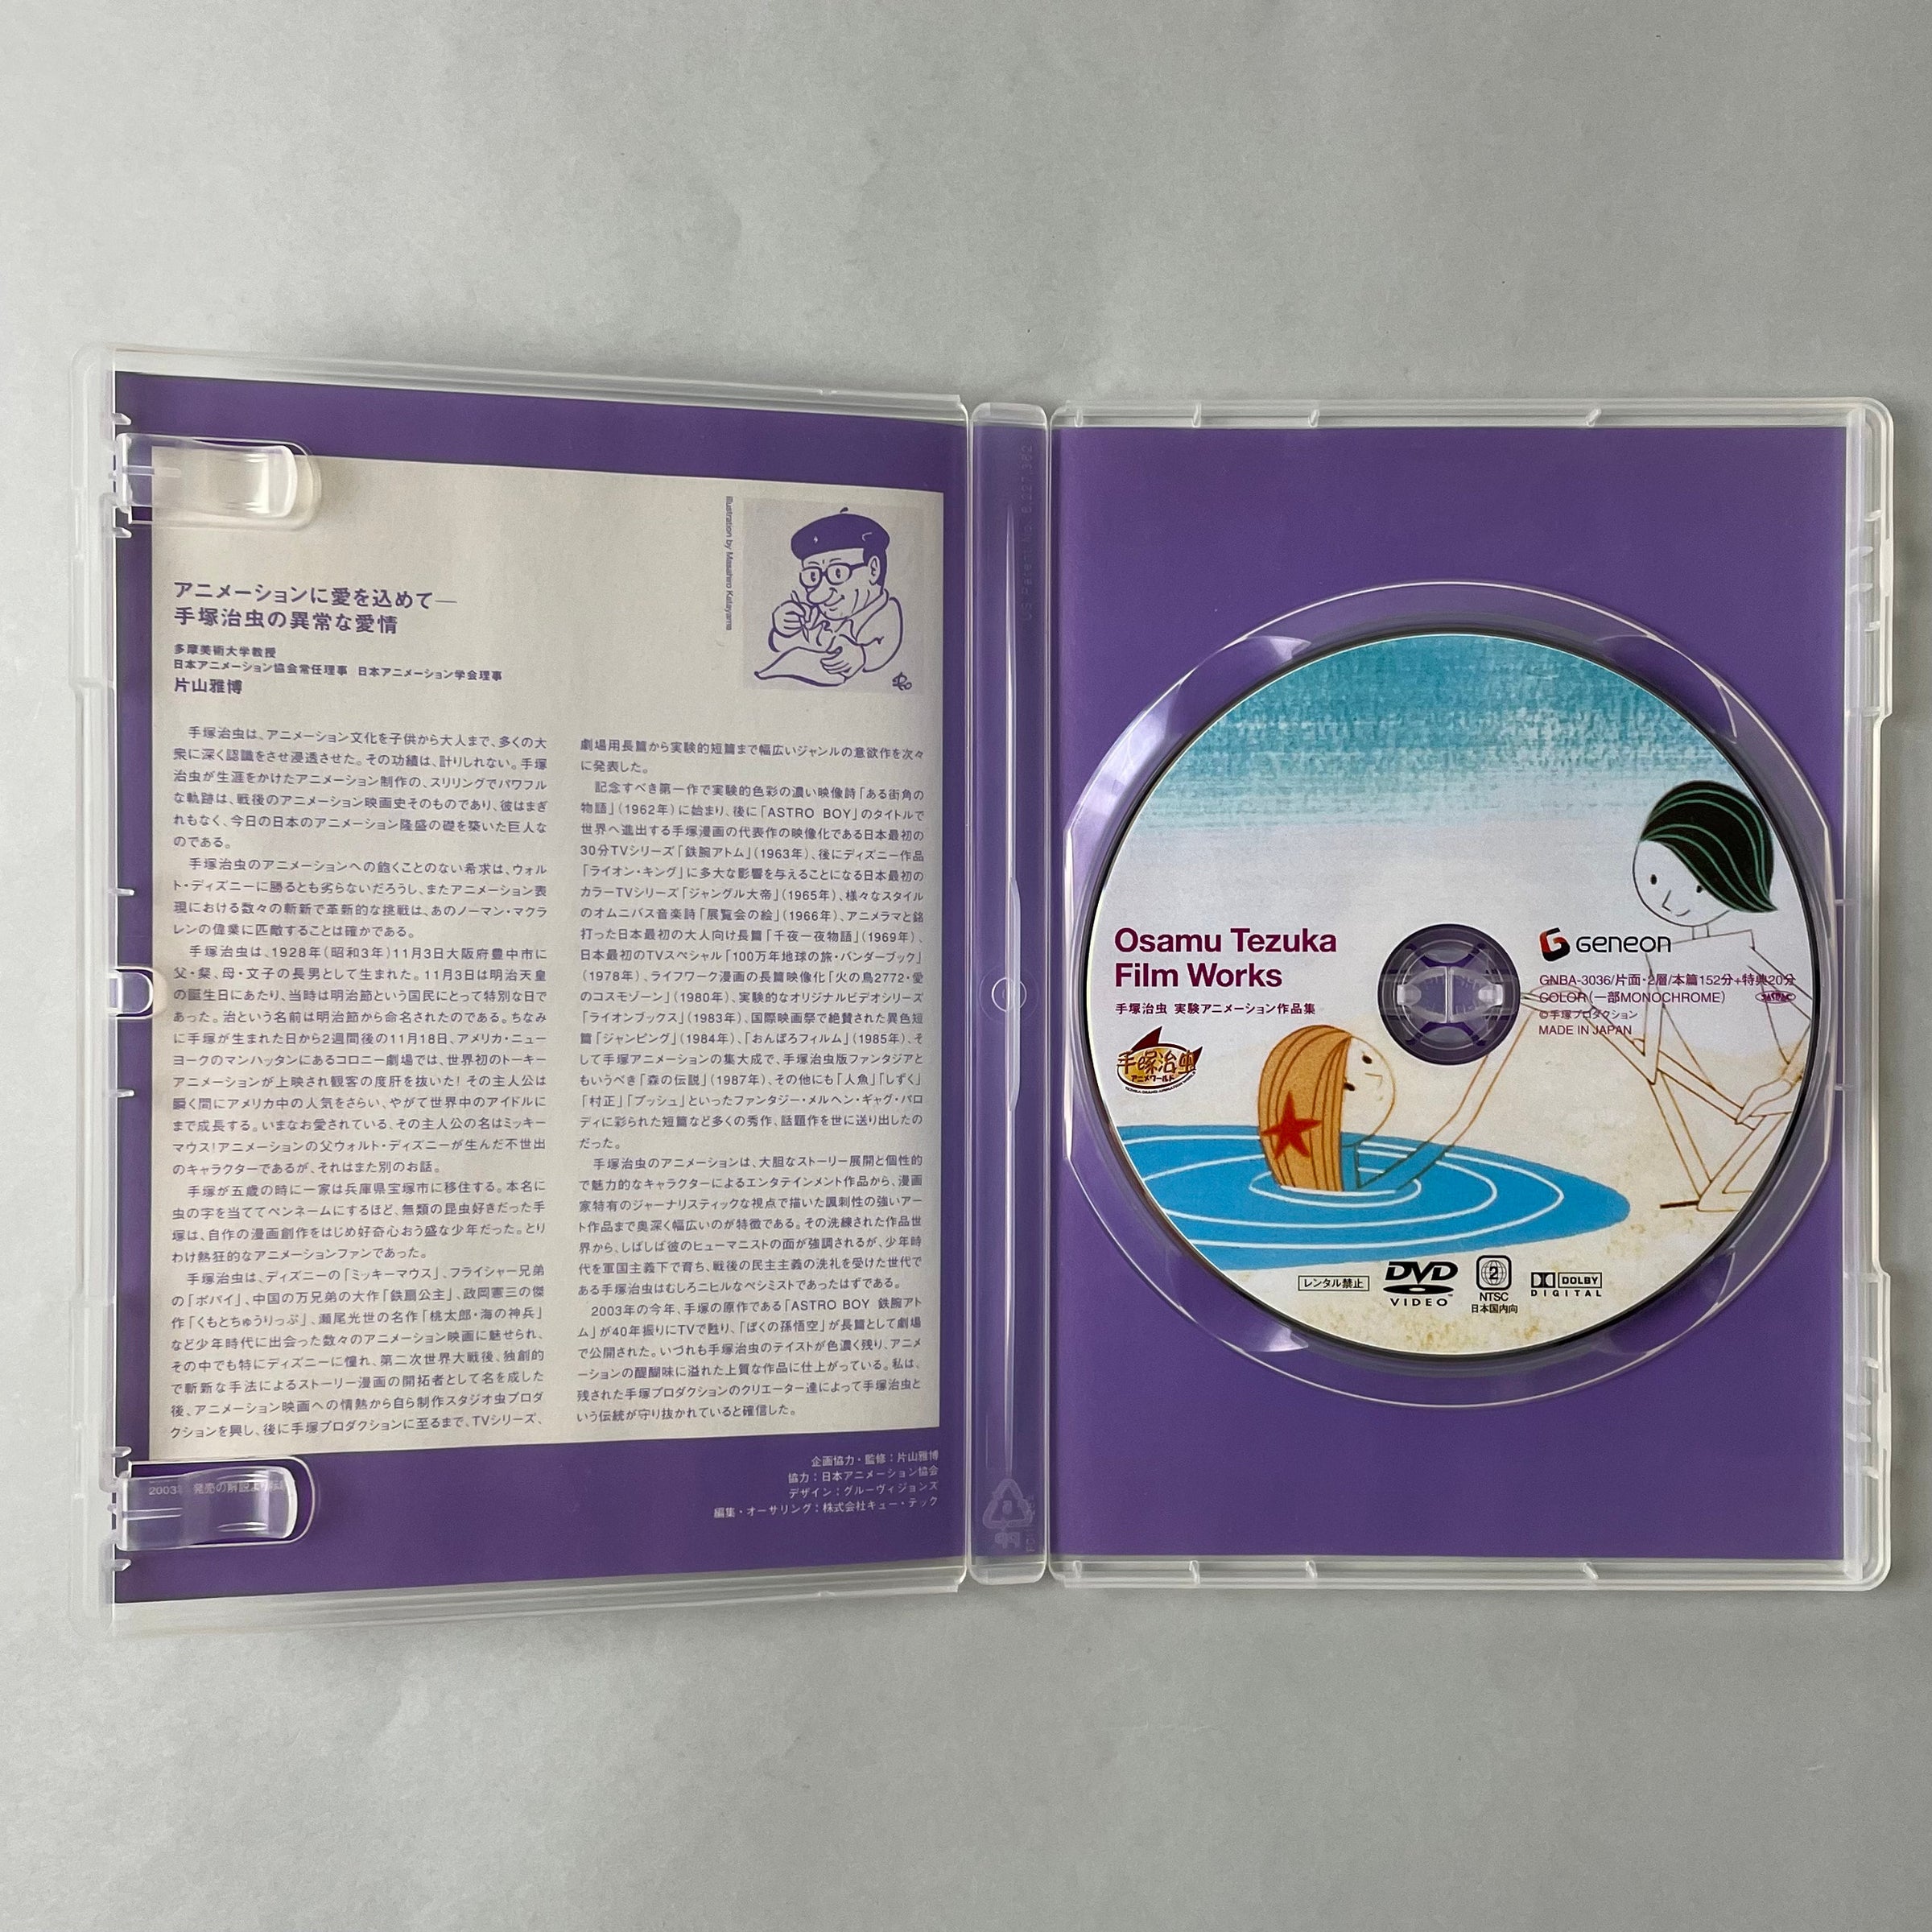 Illustration by Masahiro Katayama
アニメーションに愛を込めて—
手塚治虫の異常な愛情
多摩美術大学教授
日本アニメーション協会常任理事 日本アニメーション学会理事
片山雅博
手塚治虫は、アニメーション文化を子供から大人まで、多くの大
衆に深く認識をさせ浸透させた。その功績は、計りしれない。手塚
治虫が生涯をかけたアニメーション制作の、スリリングでパワフル
な軌跡は、戦後のアニメーション映画史そのものであり、彼はまぎ
れもなく、今日の日本のアニメーション隆盛の礎を築いた巨人な
のである。
手塚治虫のアニメーションへの飽くことのない希求は、ウォル
ト・ディズニーに勝るとも劣らないだろうし、またアニメーション表
現における数々の斬新で革新的な挑戦は、あのノーマン・マクラ
レンの偉業に匹敵することは確かである。
手塚治虫は、1928年（昭和3年）11月3日大阪府豊中市に
父・粲、母・文子の長男として生まれた。11月3日は明治天皇
の誕生日にあたり、当時は明治節という国民にとって特別な日で
あった。治という名前は明治節から命名されたのである。ちなみ
に手塚が生まれた日から2週間後の11月18日、アメリカ・ニュー
ヨークのマンハッタンにあるコロニー劇場では、世界初のトーキー
アニメーションが上映され観客の度肝を抜いた！その主人公は
瞬く間にアメリカ中の人気をさらい、やがて世界中のアイドルに
まで成長する。いまなお愛されている、その主人公の名はミッキー
マウス！アニメーションの父ウォルト・ディズニーが生んだ不世出
のキャラクターであるが、それはまた別のお話。
手塚が五歳の時に一家は兵庫県宝塚市に移住する。本名に
虫の字を当ててペンネームにするほど、無類の昆虫好きだった手
塚は、自作の漫画創作をはじめ好奇心おう盛な少年だった。とり
わけ熱狂的なアニメーションファンであった。
手塚治虫は、ディズニーの「ミッキーマウス」、フライシャー兄弟
の「ポパイ」、中国の万兄弟の大作「鉄扇公主」、政岡憲三の傑
作「くもとちゅうりっぷ」、瀬尾光世の名作「桃太郎・海の神兵」
など少年時代に出会った数々のアニメーション映画に魅せられ、
その中でも特にディズニーに憧れ、第二次世界大戦後、独創的
で斬新な手法によるストーリー漫画の開拓者として名を成した
後、アニメーション映画への情熱から自ら制作スタジオ虫プロダ
クションを興し、後に手塚プロダクションに至るまで、TVシリーズ、
劇場用長篇から実験的短篇まで幅広いジャンルの意欲作を次々
に発表した。
記念すべき第一作で実験的色彩の濃い映像詩「ある街角の
物語」（1962年）に始まり、後に「ASTRO BOY」のタイトルで
世界へ進出する手塚漫画の代表作の映像化である日本最初の
30分TVシリーズ「鉄腕アトム」（1963年）、後にディズニー作品
「ライオン・キング」に多大な影響を与えることになる日本最初の
カラーTVシリーズ「ジャングル大帝」（1965年）、様々なスタイル
のオムニバス音楽詩「展覧会の絵」（1966年）、アニメラマと銘
打った日本最初の大人向け長篇「千夜一夜物語」（1969年）、
日本最初のTVスペシャル「100万年地球の旅・バンダーブック」
（1978年）、ライフワーク漫画の長篇映像化「火の鳥2772・愛
のコスモゾーン」（1980年）、実験的なオリジナルビデオシリーズ
「ライオンブックス」（1983年）、国際映画祭で絶賛された異色短
篇「ジャンピング」（1984年）、「おんぼろフィルム」（1985年）、そ
して手塚アニメーションの集大成で、手塚治虫版ファンタジアと
もいうべき「森の伝説」（1987年）、その他にも「人魚」「しずく」
「村正」「プッシュ」といったファンタジー・メルヘン・ギャグ・パロ
ディに彩られた短篇など多くの秀作、話題作を世に送り出したの
だった。
手塚治虫のアニメーションは、大胆なストーリー展開と個性的
で魅力的なキャラクターによるエンタテインメント作品から、漫画
家特有のジャーナリスティックな視点で描いた諷刺性の強いアー
ト作品まで奥深く幅広いのが特徴である。その洗練された作品世
界から、しばしば彼のヒューマニストの面が強調されるが、少年時
代を軍国主義下で育ち、戦後の民主主義の洗礼を受けた世代で
ある手塚治虫はむしろニヒルなペシミストであったはずである。
2003年の今年、手塚の原作である「ASTRO BOY 鉄腕アト
ム」が40年振りにTVで甦り、「ぼくの孫悟空」が長篇として劇場
で公開された。いづれも手塚治虫のテイストが色濃く残り、アニメ
ーションの醍醐味に溢れた上質な作品に仕上がっている。私は、
残された手塚プロダクションのクリエーター達によって手塚治虫と
いう伝統が守り抜かれていると確信した。
企画協力・監修：片山雅博
協力：日本アニメーション協会
デザイン：グルーヴィジョンズ
編集・オーサリング：株式会社キュー・テック
2003 発売の解説より
US Patent No. 6,227,362
PP
Osamu Tezuka
Film Works
手塚治虫 実験アニメーション作品集
手塚治虫
アニメワールド
GENEON
GNBA-3036/片面・2層/本篇152分+特典20分
COLOR（一部MONOCHROME）
©手塚プロダクション
MADE IN JAPAN
レンタル禁止
DVD
VIDEO
2
NTSC
日本国内向
DOLBY
DIGITAL